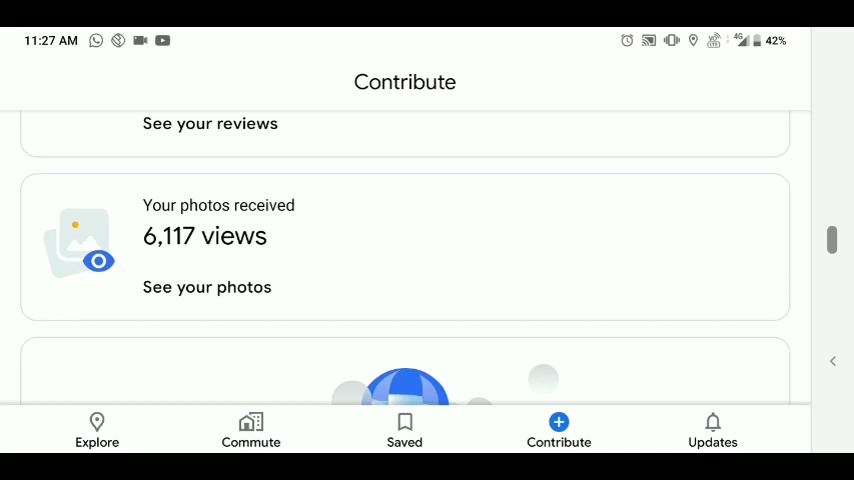 11:27 AM 4G 42%
Contribute
See your reviews
Your photos received
6,117 views
See your photos
Explore Commute Saved Contribute Updates